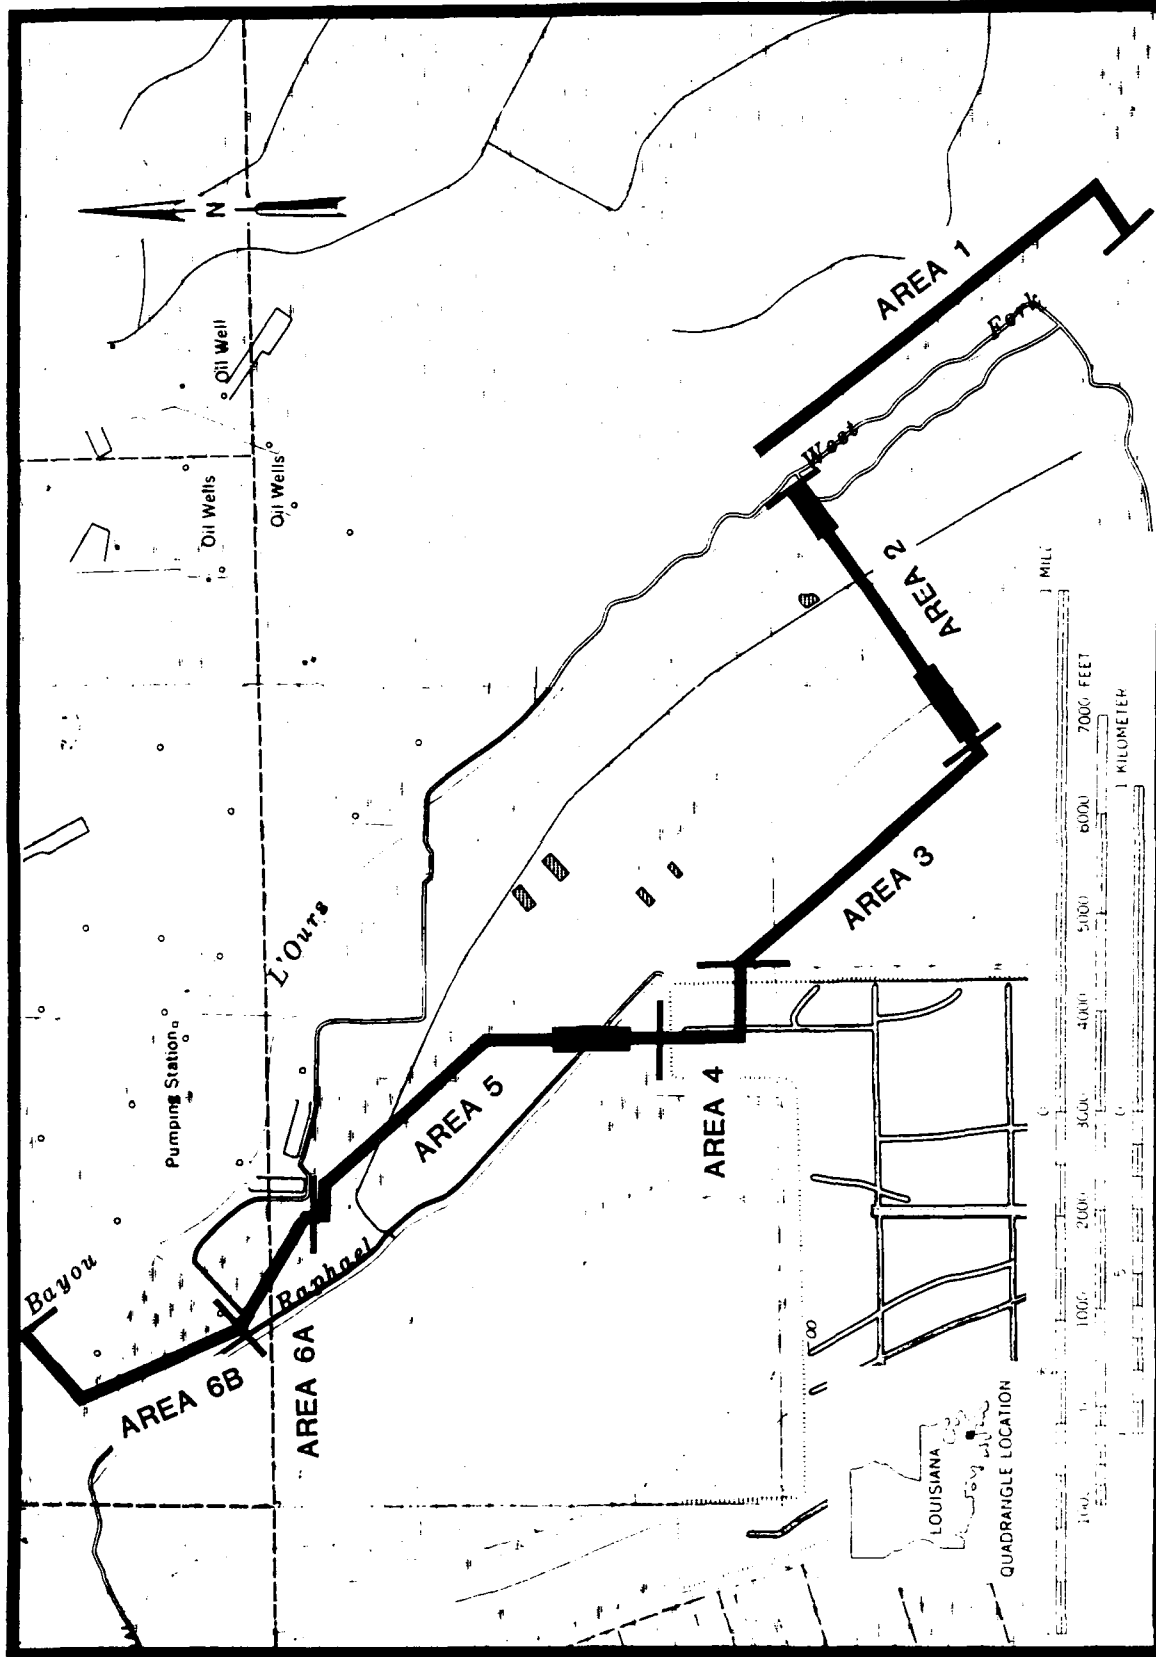 N
Oil Well
Oil Wells
Oil Wells
Pumping Station
L'Ours
Bayou
Raphael
West
Fork
AREA 1
AREA 2
AREA 3
AREA 4
AREA 5
AREA 6A
AREA 6B
1000 2000 3000 4000 5000 6000 7000 FEET
1 KILOMETER
LOUISIANA
QUADRANGLE LOCATION